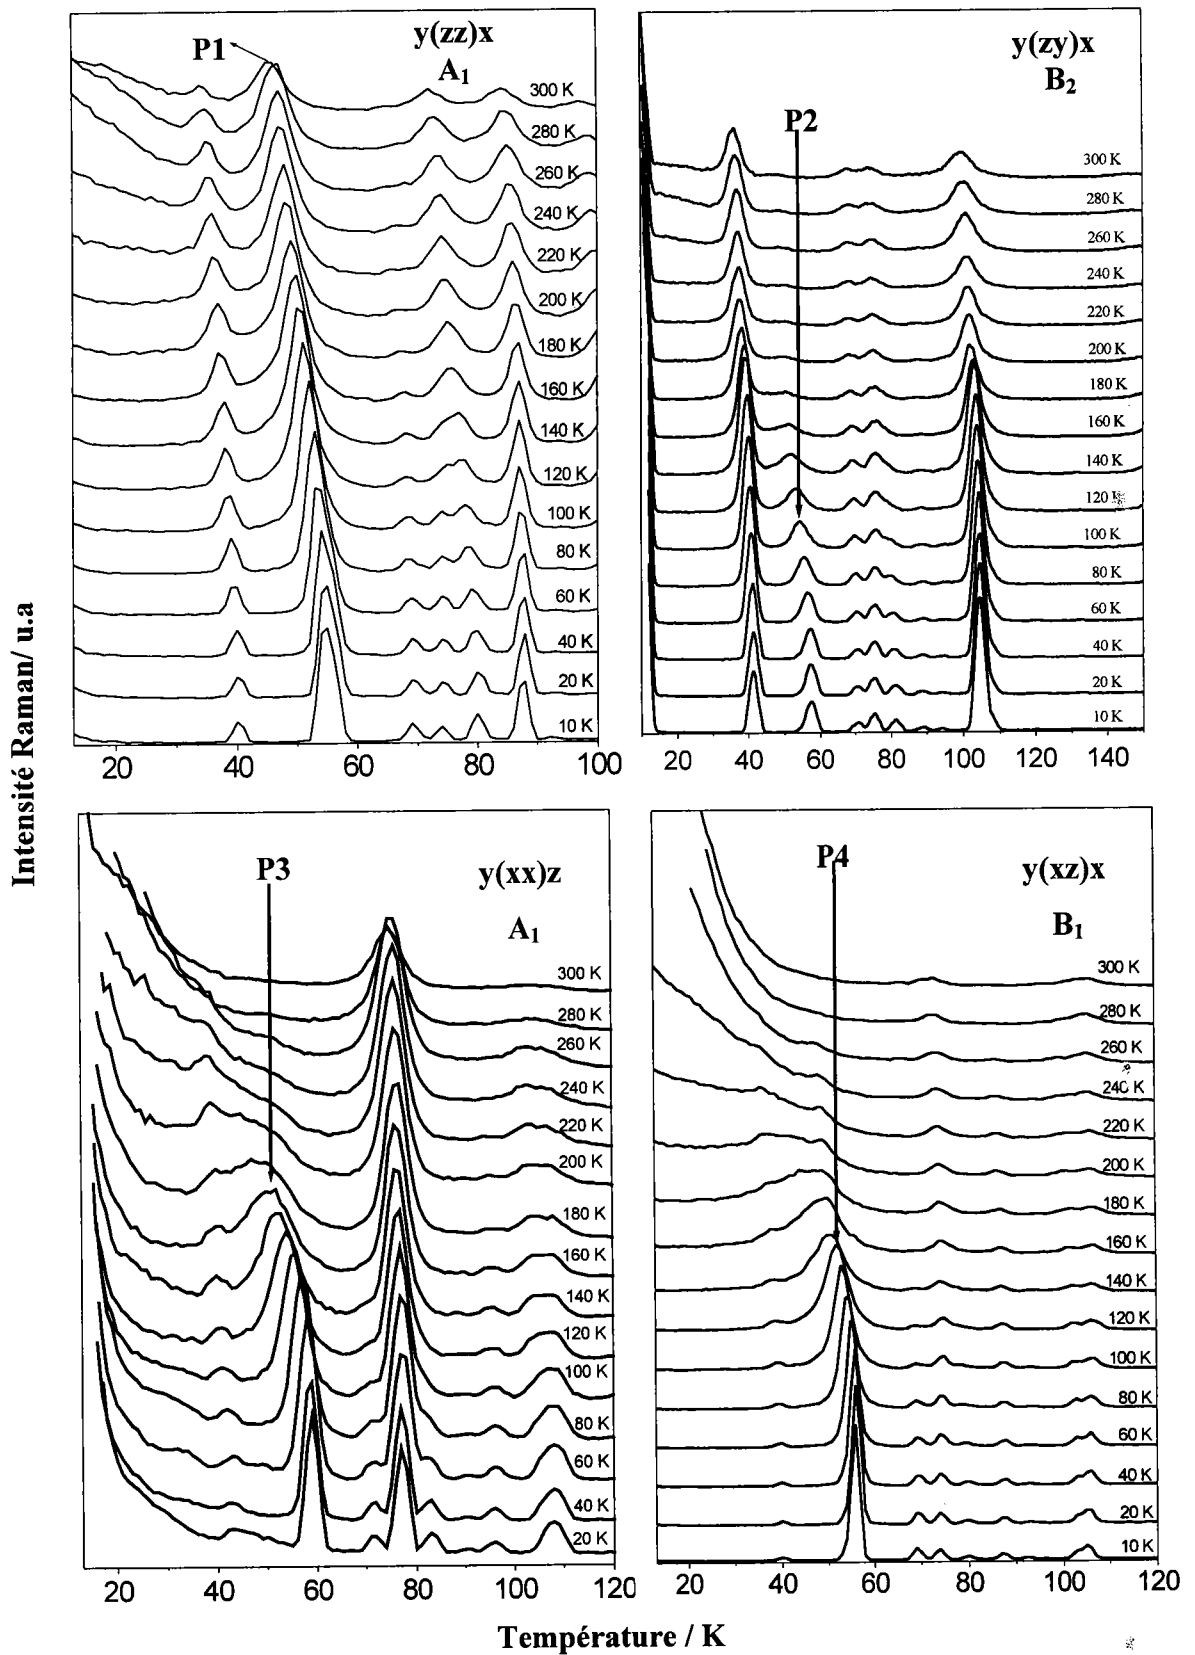 Intensité Raman/ u.a
P1
y(zz)x
A1
300 K
280 K
260 K
240 K
220 K
200 K
180 K
160 K
140 K
120 K
100 K
80 K
60 K
40 K
20 K
10 K
40 60 80 100
y(zy)x
B2
P2
300 K
280 K
260 K
240 K
220 K
200 K
180 K
160 K
140 K
120 K
100 K
80 K
60 K
40 K
20 K
10 K
20 40 60 80 100 120 140
P3
y(xx)z
A1
300 K
280 K
260 K
240 K
220 K
200 K
180 K
160 K
140 K
120 K
100 K
80 K
60 K
40 K
20 K
20 40 60 80 100 120
P4
y(xz)x
B1
300 K
280 K
260 K
240 K
220 K
200 K
180 K
160 K
140 K
120 K
100 K
80 K
60 K
40 K
20 K
10 K
20 40 60 80 100 120
Température / K